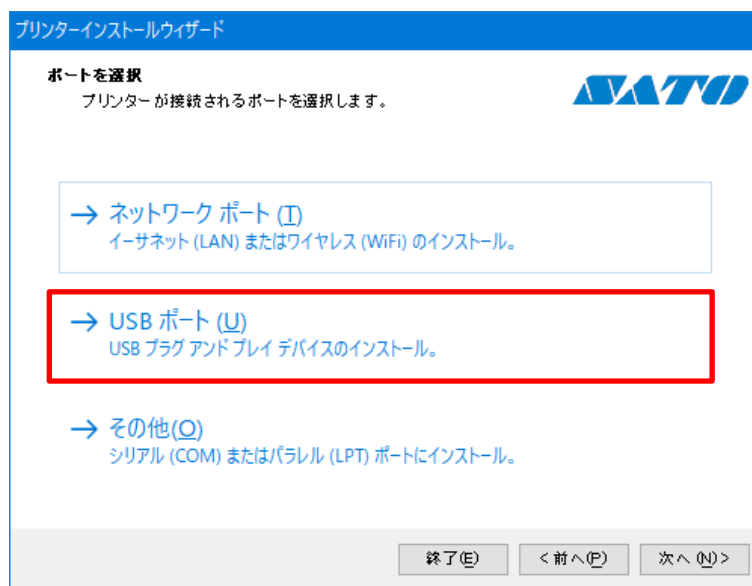 プリンターインストールウィザード
ポートを選択
プリンターが接続されるポートを選択します。
SATO
→ ネットワーク ポート (T)
イーサネット (LAN) またはワイヤレス (WiFi) のインストール。
→ USB ポート (U)
USB プラグ アンド プレイ デバイスのインストール。
→ その他(O)
シリアル (COM) またはパラレル (LPT) ポートにインストール。
終了(E) <前へ(P) 次へ (N)>